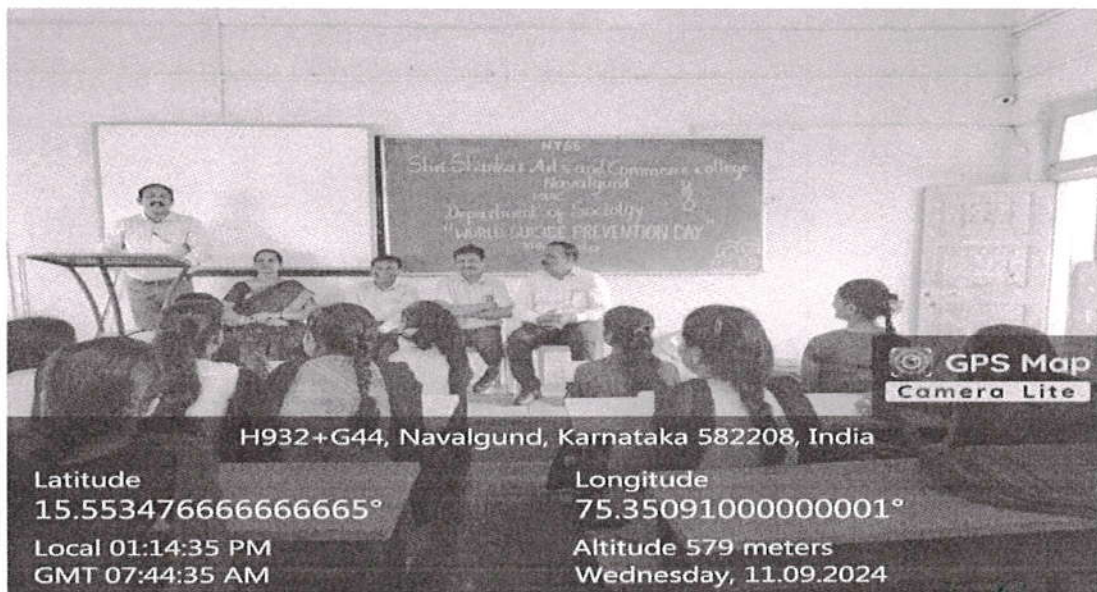 Shri Shankar Arts and Commerce College
Navalgund
Department of Sociolgy
"WORLD SUICIDE PREVENTION DAY"
GPS Map
Camera Lite
H932+G44, Navalgund, Karnataka 582208, India
Latitude
15.553476666666665°
Longitude
75.35091000000001°
Local 01:14:35 PM
GMT 07:44:35 AM
Altitude 579 meters
Wednesday, 11.09.2024